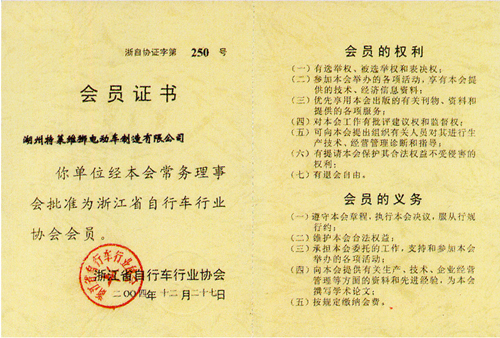 浙自协证字第 250 号
会员证书
湖州特莱维狮电动车制造有限公司
你单位经本会常务理事
会批准为浙江省自行车行业
协会会员。
浙江省自行车行业协会
二〇〇四年十二月二十七日
浙江省自行车行业协会
会员的权利
(一)有选举权、被选举权和表决权;
(二)参加本会举办的各项活动,享有本会提
供的技术、经济信息资料;
(三)优先享用本会出版的有关刊物、资料和
提供的各项服务;
(四)对本会工作有批评建议权和监督权;
(五)可向本会提出组织有关人员对其进行生
产技术、经营管理诊断和指导;
(六)有提请本会保护其合法权益不受侵害的
权利;
(七)有退会自由。
会员的义务
(一)遵守本会章程,执行本会决议,服从行规
行约;
(二)维护本会合法权益;
(三)承担本会委托的工作,支持和参加本会
举办的各项活动;
(四)向本会提供有关生产、技术、企业经营
管理等方面的资料和先进经验,为本会
撰写学术论文;
(五)按规定缴纳会费。